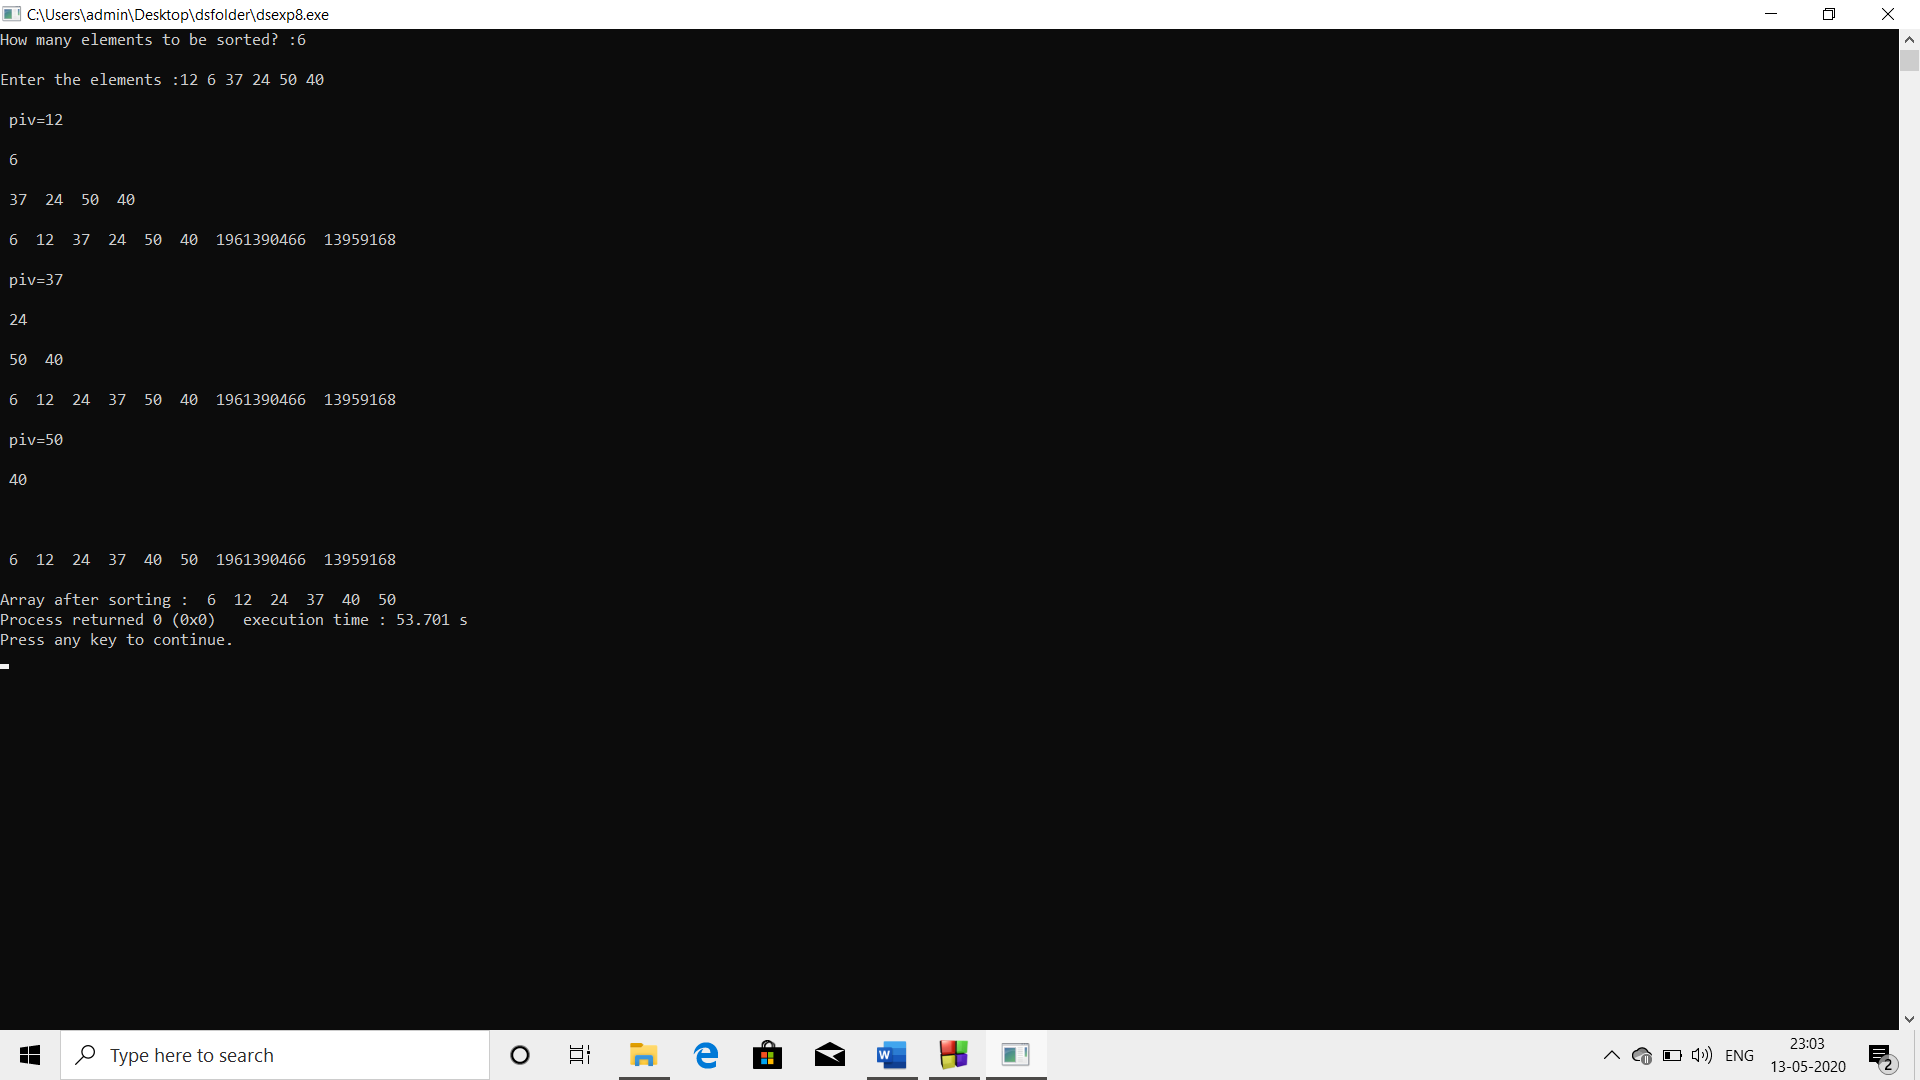 C:\Users\admin\Desktop\dsfolder\dsexp8.exe
How many elements to be sorted? :6
Enter the elements :12 6 37 24 50 40
piv=12
6
37  24  50  40
6  12  37  24  50  40  1961390466  13959168
piv=37
24
50  40
6  12  24  37  50  40  1961390466  13959168
piv=50
40
6  12  24  37  40  50  1961390466  13959168
Array after sorting :  6  12  24  37  40  50
Process returned 0 (0x0)   execution time : 53.701 s
Press any key to continue.
Type here to search
W
ENG
23:03
13-05-2020
2